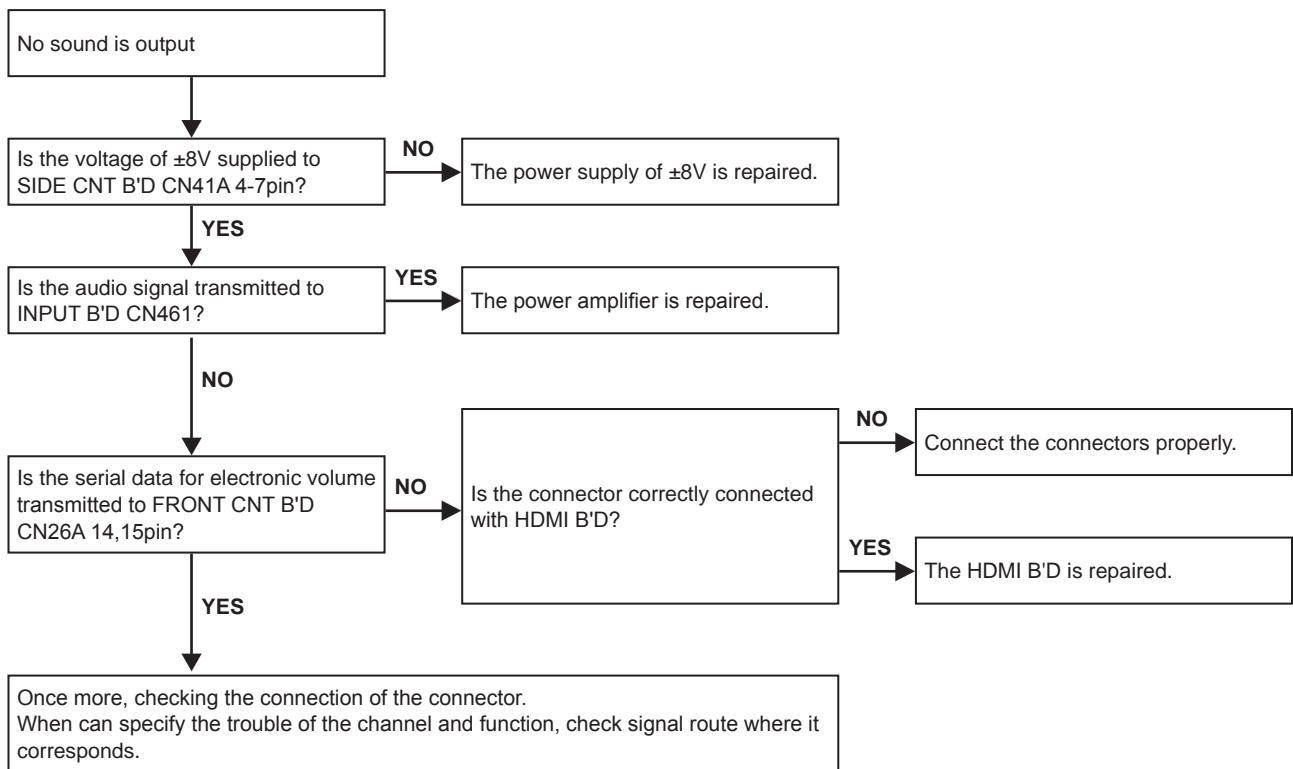 No sound is output
Is the voltage of ±8V supplied to
SIDE CNT B'D CN41A 4-7pin?
NO
The power supply of ±8V is repaired.
YES
Is the audio signal transmitted to
INPUT B'D CN461?
YES
The power amplifier is repaired.
NO
Is the serial data for electronic volume
transmitted to FRONT CNT B'D
CN26A 14,15pin?
NO
Is the connector correctly connected
with HDMI B'D?
NO
Connect the connectors properly.
YES
The HDMI B'D is repaired.
YES
Once more, checking the connection of the connector.
When can specify the trouble of the channel and function, check signal route where it
corresponds.